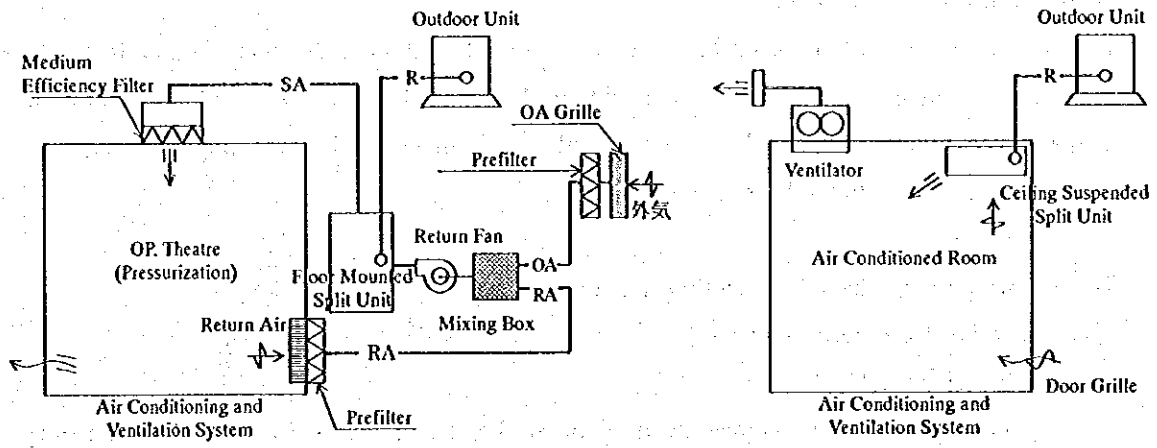 Outdoor Unit
Medium
Efficiency Filter
SA
R
OA Grille
Prefilter
外気
OP. Theatre
(Pressurization)
Return Fan
Floor Mounted
Split Unit
OA
RA
Mixing Box
Return Air
RA
Prefilter
Air Conditioning and
Ventilation System
Outdoor Unit
R
Ventilator
Ceiling Suspended
Split Unit
Air Conditioned Room
Door Grille
Air Conditioning and
Ventilation System